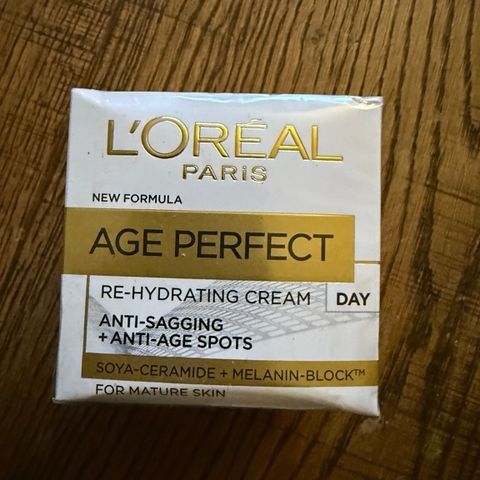 L'ORÉAL
PARIS
NEW FORMULA
AGE PERFECT
RE-HYDRATING CREAM DAY
ANTI-SAGGING
+ ANTI-AGE SPOTS
SOYA-CERAMIDE + MELANIN-BLOCK™
FOR MATURE SKIN